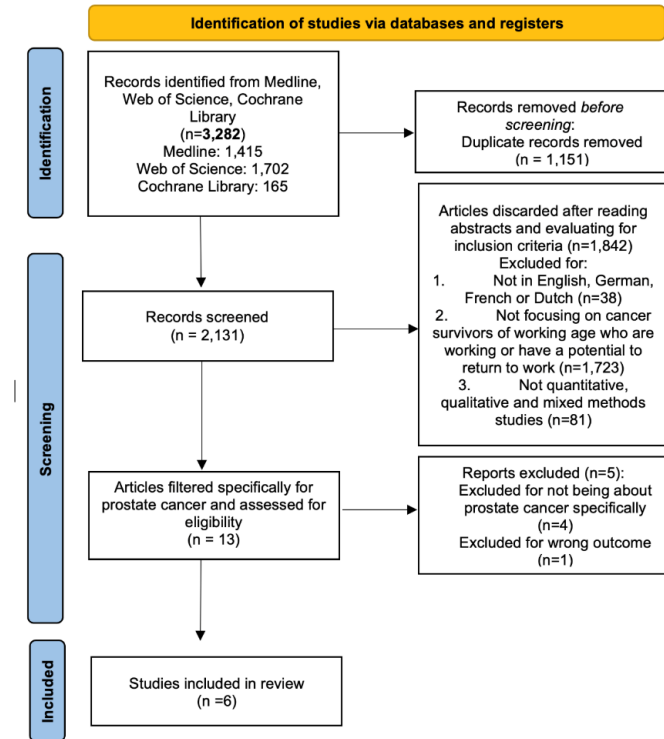 Identification of studies via databases and registers
Identification
Records identified from Medline,
Web of Science, Cochrane
Library
(n=3,282)
Medline: 1,415
Web of Science: 1,702
Cochrane Library: 165
Records removed before
screening:
Duplicate records removed
(n = 1,151)
Screening
Records screened
(n = 2,131)
Articles discarded after reading
abstracts and evaluating for
inclusion criteria (n=1,842)
Excluded for:
1. Not in English, German,
French or Dutch (n=38)
2. Not focusing on cancer
survivors of working age who are
working or have a potential to
return to work (n=1,723)
3. Not quantitative,
qualitative and mixed methods
studies (n=81)
Articles filtered specifically for
prostate cancer and assessed for
eligibility
(n = 13)
Reports excluded (n=5):
Excluded for not being about
prostate cancer specifically
(n=4)
Excluded for wrong outcome
(n=1)
Included
Studies included in review
(n =6)